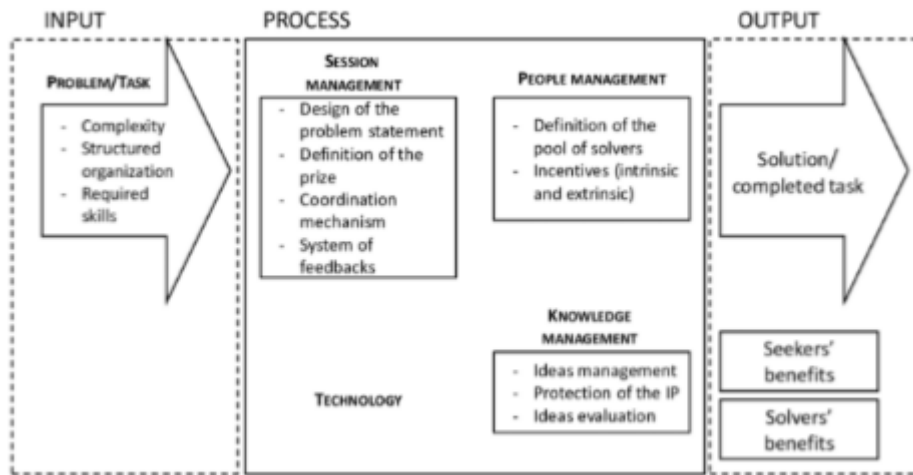 INPUT
PROCESS
OUTPUT
PROBLEM/TASK
- Complexity
- Structured
organization
- Required
skills
SESSION
MANAGEMENT
- Design of the
problem statement
- Definition of the
prize
- Coordination
mechanism
- System of
feedbacks
PEOPLE MANAGEMENT
- Definition of the
pool of solvers
- Incentives (intrinsic
and extrinsic)
KNOWLEDGE
MANAGEMENT
- Ideas management
- Protection of the IP
- Ideas evaluation
TECHNOLOGY
Solution/
completed task
Seekers'
benefits
Solvers'
benefits